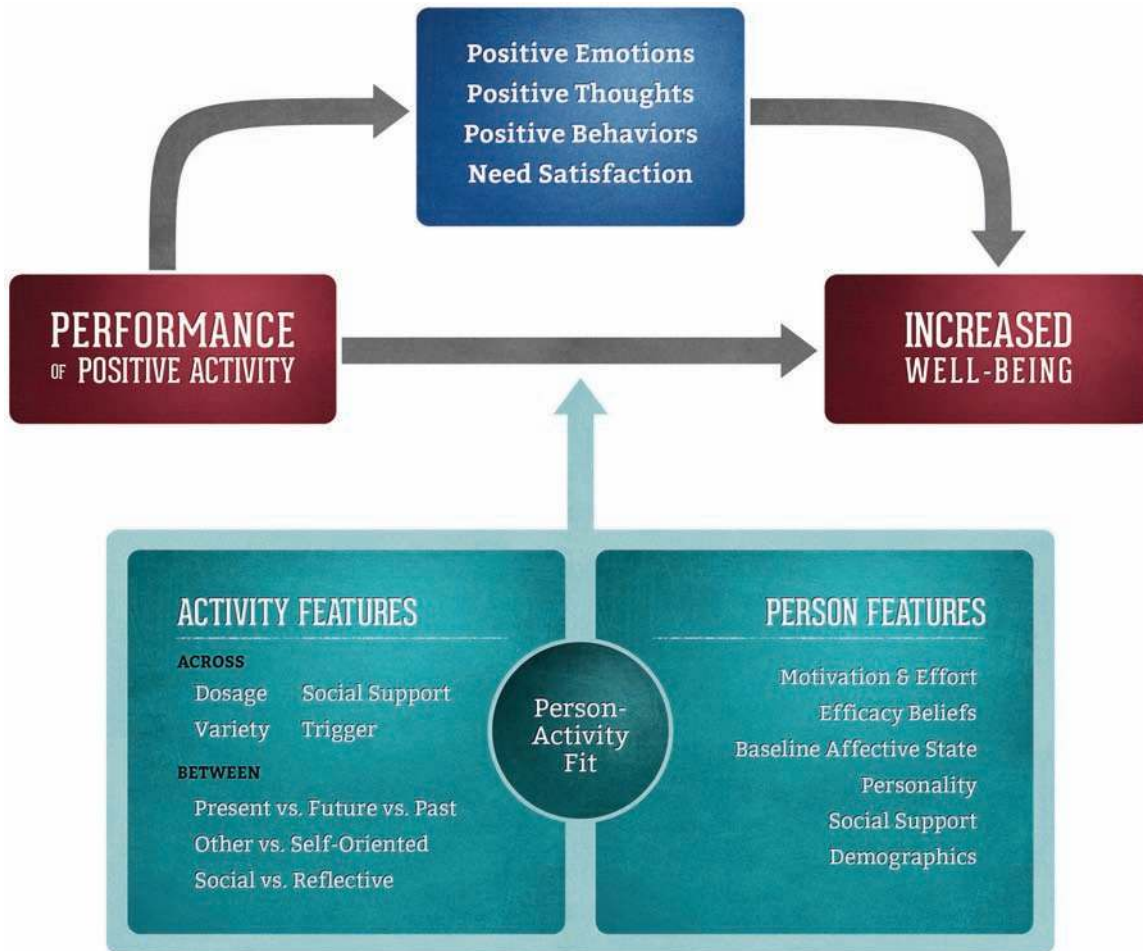 Positive Emotions
Positive Thoughts
Positive Behaviors
Need Satisfaction
PERFORMANCE
OF POSITIVE ACTIVITY
INCREASED
WELL-BEING
ACTIVITY FEATURES
ACROSS
Dosage Social Support
Variety Trigger
BETWEEN
Present vs. Future vs. Past
Other vs. Self-Oriented
Social vs. Reflective
Person-
Activity
Fit
PERSON FEATURES
Motivation & Effort
Efficacy Beliefs
Baseline Affective State
Personality
Social Support
Demographics